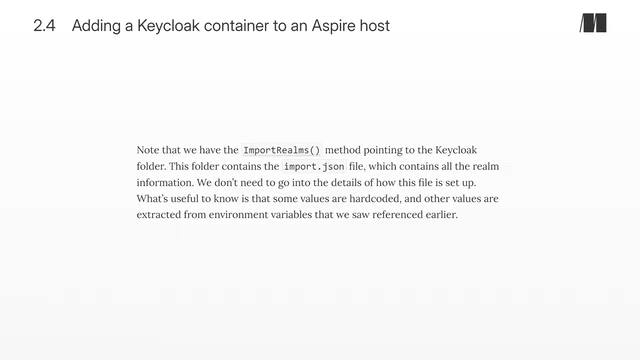 2.4 Adding a Keycloak container to an Aspire host
Note that we have the ImportRealms() method pointing to the Keycloak
folder. This folder contains the import.json file, which contains all the realm
information. We don’t need to go into the details of how this file is set up.
What’s useful to know is that some values are hardcoded, and other values are
extracted from environment variables that we saw referenced earlier.